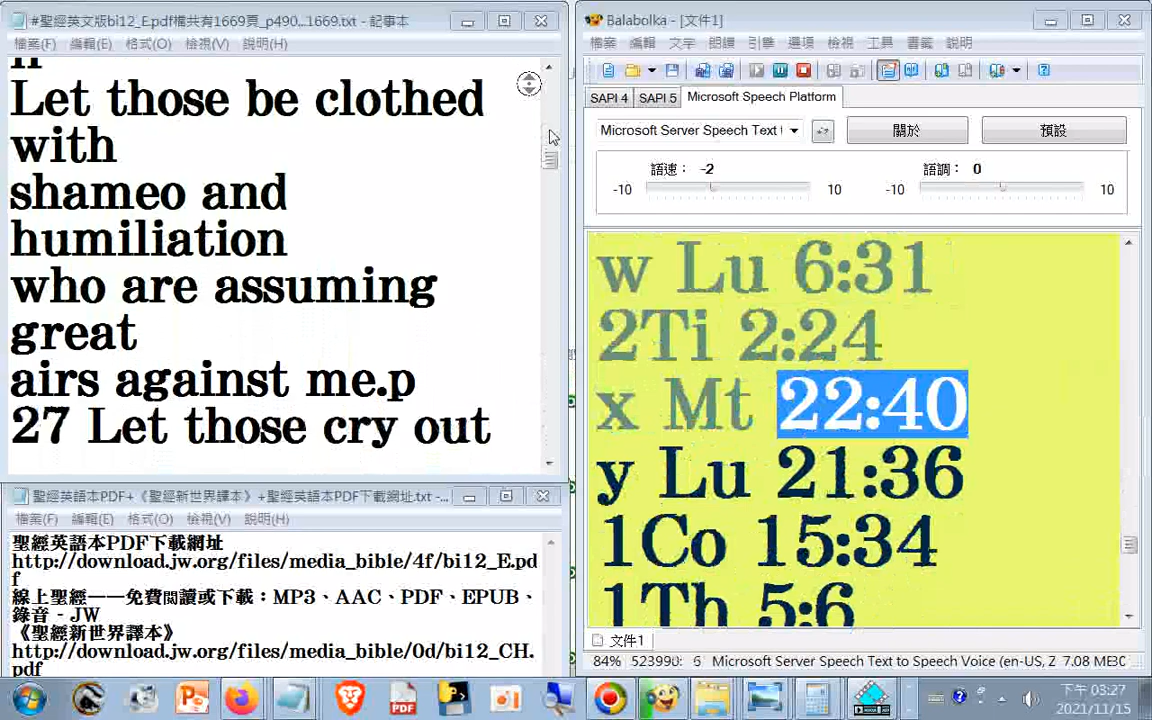 #聖經英文版bi12_E.pdf檔共有1669頁_p490...1669.txt - 記事本
檔案(F) 編輯(E) 格式(O) 檢視(V) 說明(H)
Let those be clothed
with
shameo and
humiliation
who are assuming
great
airs against me.p
27 Let those cry out
聖經英語本PDF+《聖經新世界譯本》+聖經英語本PDF下載網址.txt -...
檔案(F) 編輯(E) 格式(O) 檢視(V) 說明(H)
聖經英語本PDF下載網址
http://download.jw.org/files/media_bible/4f/bi12_E.pd
f
線上聖經——免費閱讀或下載：MP3、AAC、PDF、EPUB、
錄音 - JW
《聖經新世界譯本》
http://download.jw.org/files/media_bible/0d/bi12_CH.
pdf
Balabolka - [文件1]
檔案 編輯 文字 朗讀 引擎 選項 檢視 工具 書籤 說明
SAPI 4 SAPI 5 Microsoft Speech Platform
Microsoft Server Speech Text 關於 預設
語速： -2 語調： 0
-10 10 -10 10
w Lu 6:31
2Ti 2:24
x Mt 22:40
y Lu 21:36
1Co 15:34
1Th 5:6
文件1
84% 523990: 6 Microsoft Server Speech Text to Speech Voice (en-US, Z 7.08 MB
下午 03:27
2021/11/15